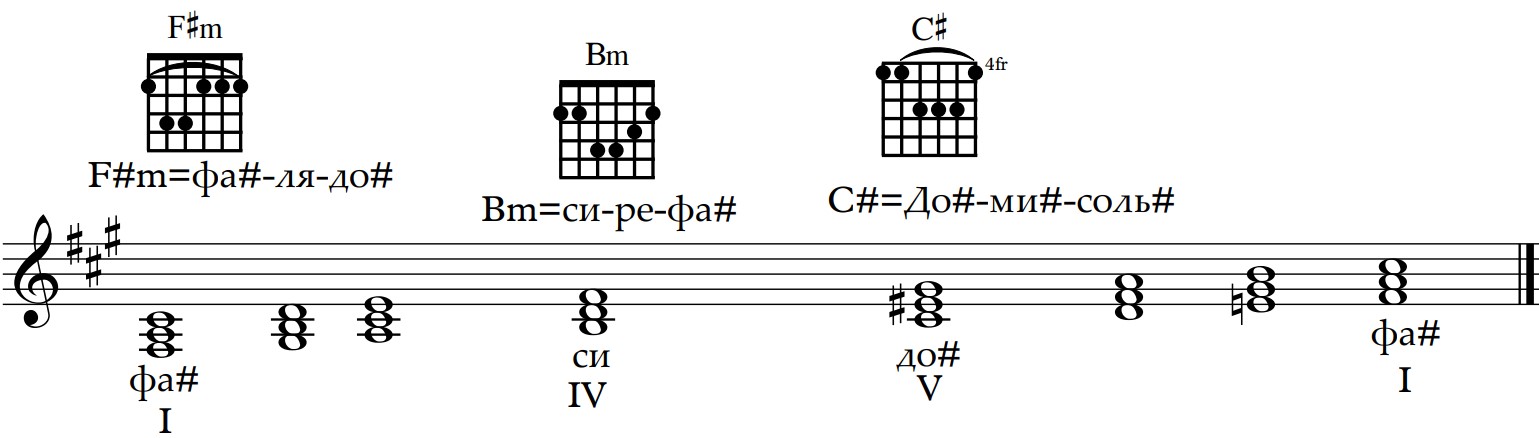 F♯m
Bm
C♯
4fr
F#m=фа#-ля-до#
Bm=си-ре-фа#
C#=До#-ми#-соль#
фа#
си
до#
фа#
I
IV
V
I